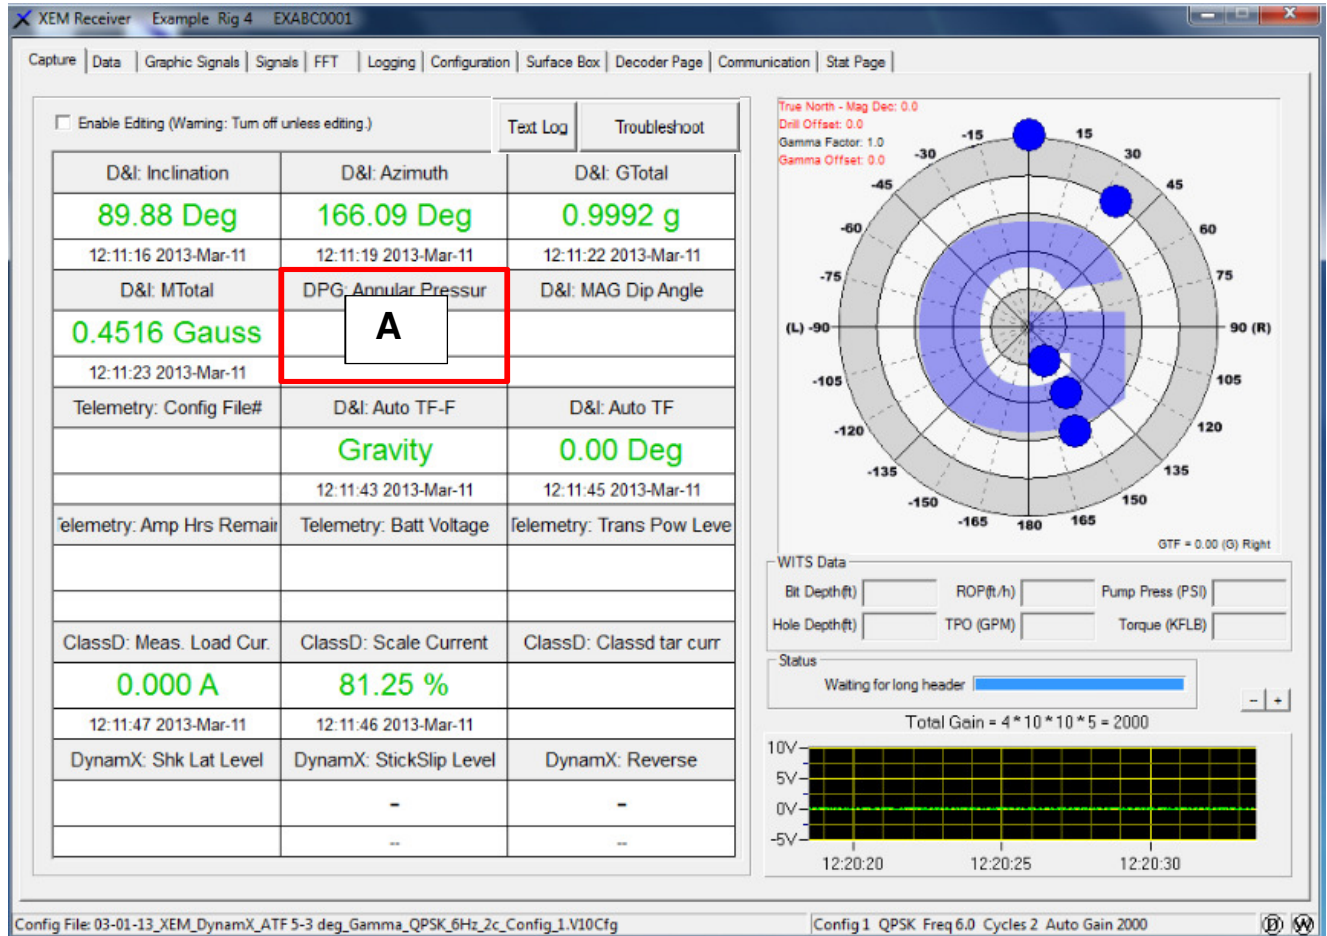 XEM Receiver Example Rig 4 EXABC0001
Capture Data Graphic Signals Signals FFT Logging Configuration Surface Box Decoder Page Communication Stat Page
Enable Editing (Warning: Turn off unless editing.)
Text Log
Troubleshoot
D&I: Inclination D&I: Azimuth D&I: GTotal
89.88 Deg 166.09 Deg 0.9992 g
12:11:16 2013-Mar-11 12:11:19 2013-Mar-11 12:11:22 2013-Mar-11
D&I: MTotal DPG: Annular Pressur D&I: MAG Dip Angle
0.4516 Gauss A
12:11:23 2013-Mar-11
Telemetry: Config File# D&I: Auto TF-F D&I: Auto TF
Gravity 0.00 Deg
12:11:43 2013-Mar-11 12:11:45 2013-Mar-11
Telemetry: Amp Hrs Remair Telemetry: Batt Voltage Telemetry: Trans Pow Leve
ClassD: Meas. Load Cur. ClassD: Scale Current ClassD: Classd tar curr
0.000 A 81.25 %
12:11:47 2013-Mar-11 12:11:46 2013-Mar-11
DynamX: Shk Lat Level DynamX: StickSlip Level DynamX: Reverse
- -
-- --
True North - Mag Dec: 0.0
Drill Offset: 0.0
Gamma Factor: 1.0
Gamma Offset: 0.0
-15 15
-30 30
-45 45
-60 60
-75 75
(L) -90 90 (R)
-105 105
-120 120
-135 135
-150 150
-165 180 165
G
GTF = 0.00 (G) Right
WITS Data
Bit Depth(ft) ROP(ft/h) Pump Press (PSI)
Hole Depth(ft) TPO (GPM) Torque (KFLB)
Status
Waiting for long header
- +
Total Gain = 4*10*10*5 = 2000
10V
5V
0V
-5V
12:20:20 12:20:25 12:20:30
Config File: 03-01-13_XEM_DynamX_ATF 5-3 deg_Gamma_QPSK_6Hz_2c_Config_1.V10Cfg Config 1 QPSK Freq 6.0 Cycles 2 Auto Gain 2000 D W